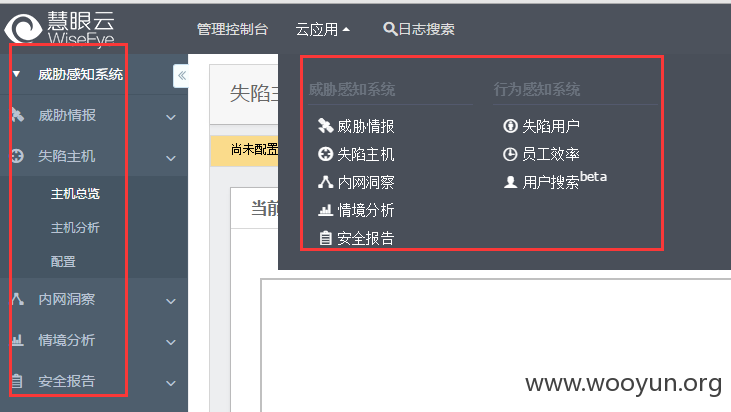 慧眼云
WiseEye
管理控制台
云应用
日志搜索
威胁感知系统
威胁情报
失陷主机
主机总览
主机分析
配置
内网洞察
情境分析
安全报告
失陷主
尚未配置
当前
威胁感知系统
威胁情报
失陷主机
内网洞察
情境分析
安全报告
行为感知系统
失陷用户
员工效率
用户搜索beta
www.wooyun.org